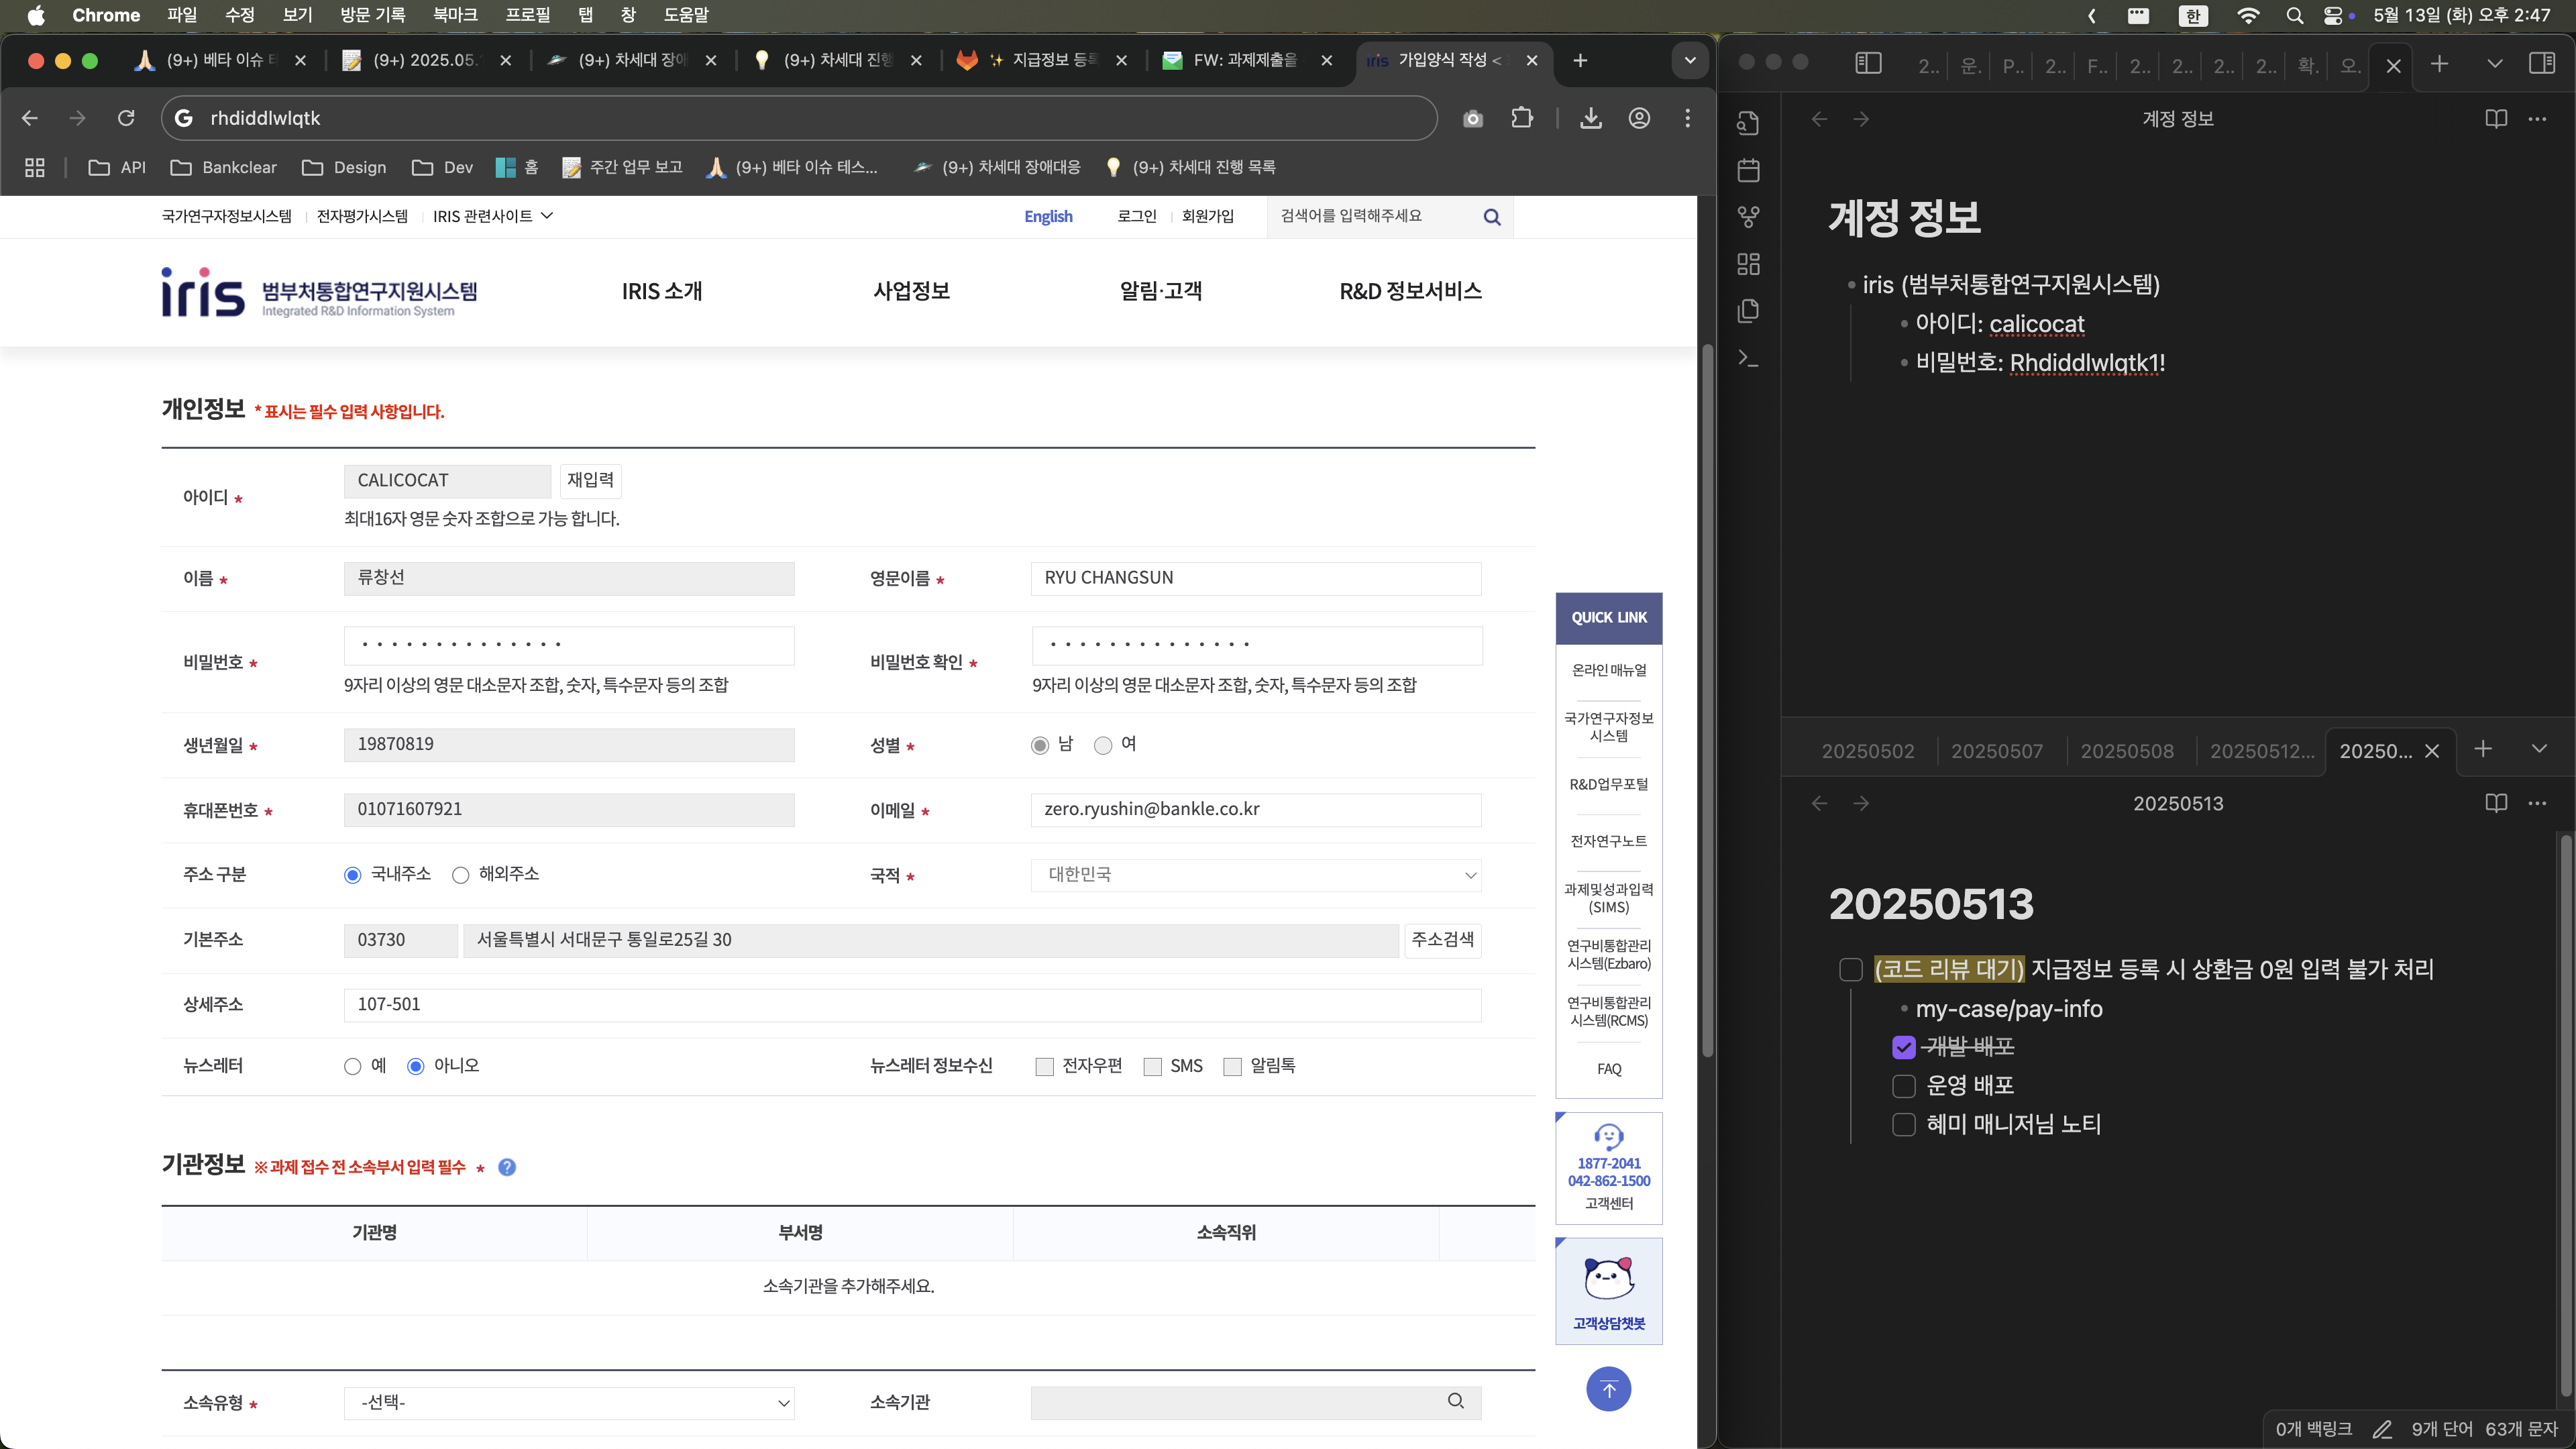 Chrome 파일 수정 보기 방문 기록 북마크 프로필 탭 창 도움말
한 5월 13일 (화) 오후 2:47
(9+) 베타 이슈 (9+) 2025.05. (9+) 차세대 장애 (9+) 차세대 진행 지급정보 등록 FW: 과제제출을 iris 가입양식 작성 <
rhdiddlwlqtk
API Bankclear Design Dev 홈 주간 업무 보고 (9+) 베타 이슈 테스... (9+) 차세대 장애대응 (9+) 차세대 진행 목록
국가연구자정보시스템 전자평가시스템 IRIS 관련사이트 English 로그인 회원가입 검색어를 입력해주세요
iris 범부처통합연구지원시스템
Integrated R&D Information System
IRIS 소개 사업정보 알림·고객 R&D 정보서비스
개인정보 * 표시는 필수 입력 사항입니다.
아이디 * CALICOCAT 재입력
최대16자 영문 숫자 조합으로 가능 합니다.
이름 * 류창선 영문이름 * RYU CHANGSUN
비밀번호 * •••••••••••••• 비밀번호 확인 * ••••••••••••••
9자리 이상의 영문 대소문자 조합, 숫자, 특수문자 등의 조합 9자리 이상의 영문 대소문자 조합, 숫자, 특수문자 등의 조합
생년월일 * 19870819 성별 * 남 여
휴대폰번호 * 01071607921 이메일 * zero.ryushin@bankle.co.kr
주소 구분 국내주소 해외주소 국적 * 대한민국
기본주소 03730 서울특별시 서대문구 통일로25길 30 주소검색
상세주소 107-501
뉴스레터 예 아니오 뉴스레터 정보수신 전자우편 SMS 알림톡
기관정보 ※ 과제 접수 전 소속부서 입력 필수 * ?
기관명 부서명 소속직위
소속기관을 추가해주세요.
소속유형 * -선택- 소속기관
QUICK LINK
온라인 매뉴얼
국가연구자정보
시스템
R&D업무포털
전자연구노트
과제및성과입력
(SIMS)
연구비통합관리
시스템(Ezbaro)
연구비통합관리
시스템(RCMS)
FAQ
1877-2041
042-862-1500
고객센터
고객상담챗봇
2.. 운. P.. 2.. F.. 2.. 2.. 2.. 2.. 확. 오.
계정 정보
계정 정보
iris (범부처통합연구지원시스템)
아이디: calicocat
비밀번호: Rhdiddlwlqtk1!
20250502 20250507 20250508 20250512... 20250...
20250513
20250513
(코드 리뷰 대기) 지급정보 등록 시 상환금 0원 입력 불가 처리
my-case/pay-info
개발 배포
운영 배포
혜미 매니저님 노티
0개 백링크 9개 단어 63개 문자